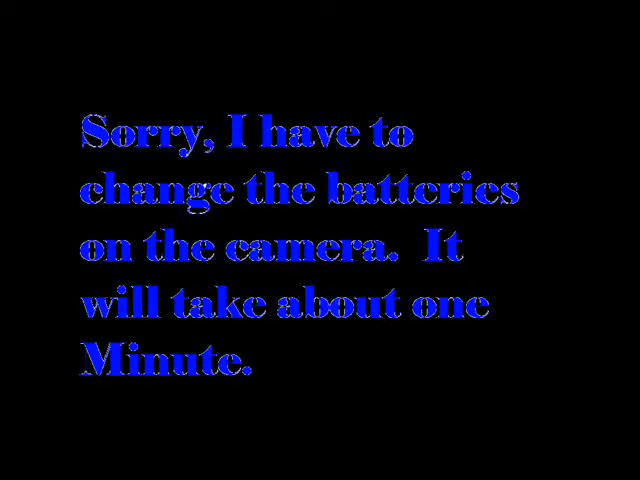 Sorry, I have to
change the batteries
on the camera.  It
will take about one
Minute.